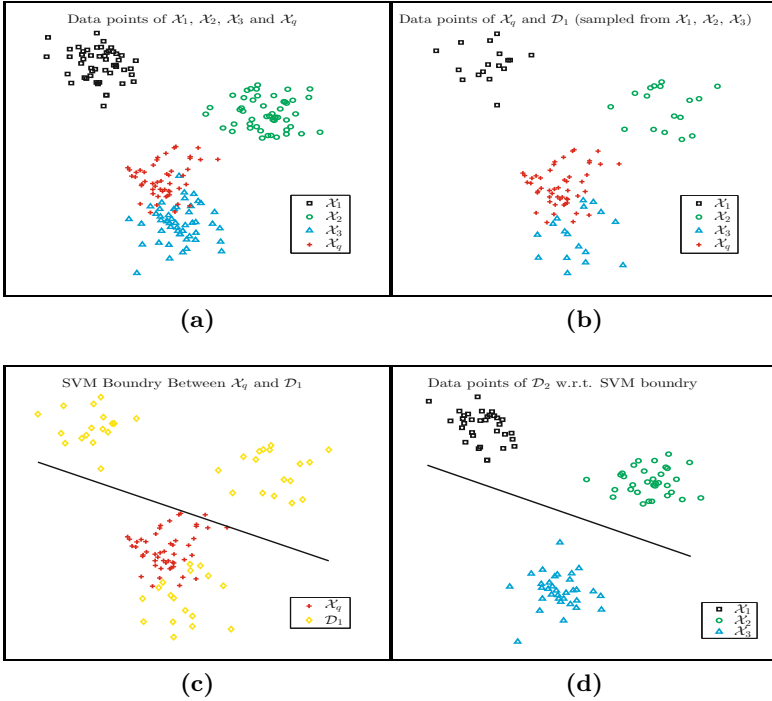 Data points of 𝒳₁, 𝒳₂, 𝒳₃ and 𝒳q
𝒳₁
𝒳₂
𝒳₃
𝒳q
(a)
Data points of 𝒳q and 𝒟₁ (sampled from 𝒳₁, 𝒳₂, 𝒳₃)
𝒳₁
𝒳₂
𝒳₃
𝒳q
(b)
SVM Boundry Between 𝒳q and 𝒟₁
𝒳q
𝒟₁
(c)
Data points of 𝒟₂ w.r.t. SVM boundry
𝒳₁
𝒳₂
𝒳₃
(d)